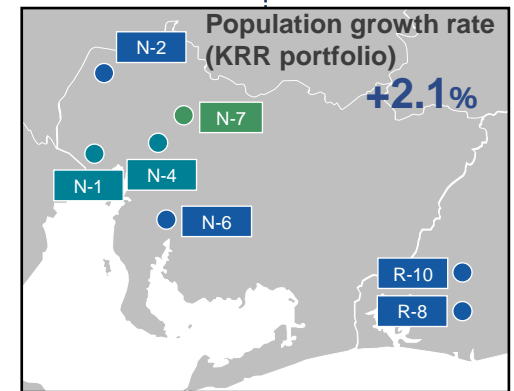 Population growth rate
(KRR portfolio)
+2.1%
N-2
N-7
N-4
N-1
N-6
R-10
R-8